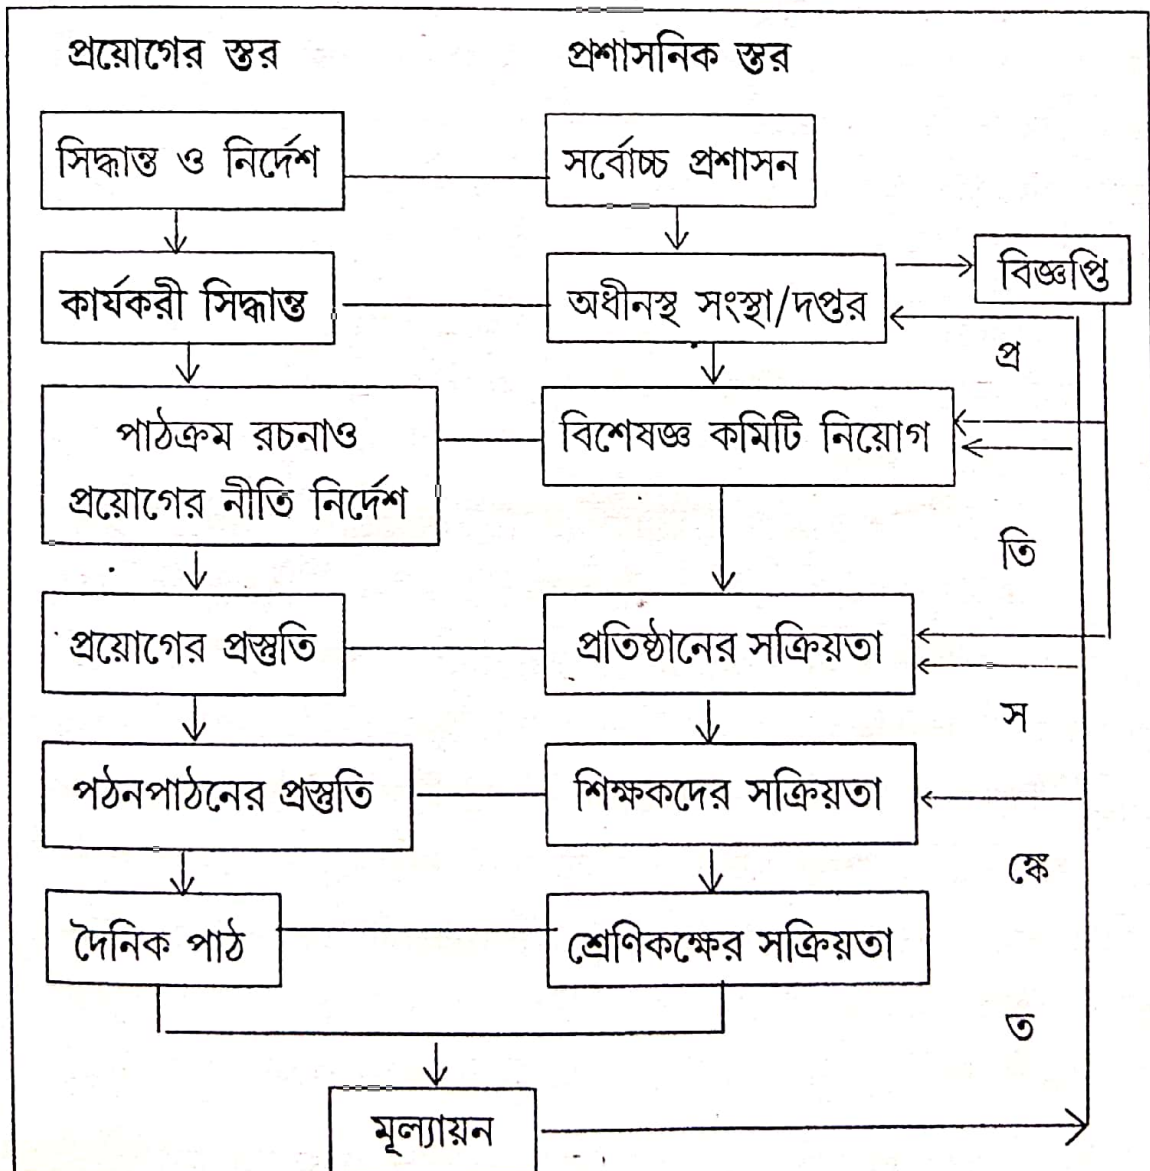 প্রয়োগের স্তর প্রশাসনিক স্তর
সিদ্ধান্ত ও নির্দেশ সর্বোচ্চ প্রশাসন
কার্যকরী সিদ্ধান্ত অধীনস্থ সংস্থা/দপ্তর বিজ্ঞপ্তি
পাঠক্রম রচনাও
প্রয়োগের নীতি নির্দেশ
বিশেষজ্ঞ কমিটি নিয়োগ
প্রয়োগের প্রস্তুতি প্রতিষ্ঠানের সক্রিয়তা
পঠনপাঠনের প্রস্তুতি শিক্ষকদের সক্রিয়তা
দৈনিক পাঠ শ্রেণিকক্ষের সক্রিয়তা
মূল্যায়ন
প্র
তি
স
ঙ্কে
ত